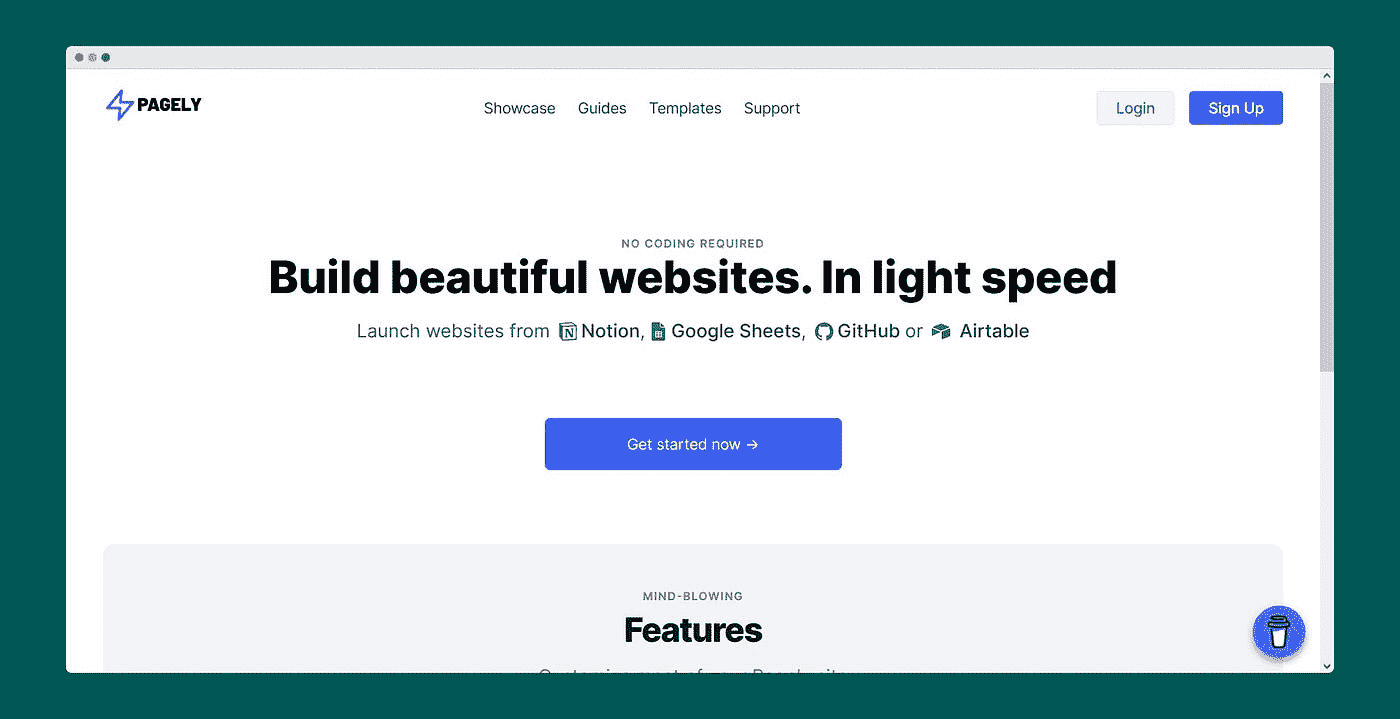 PAGELY
Showcase Guides Templates Support
Login Sign Up
NO CODING REQUIRED
Build beautiful websites. In light speed
Launch websites from Notion, Google Sheets, GitHub or Airtable
Get started now →
MIND-BLOWING
Features